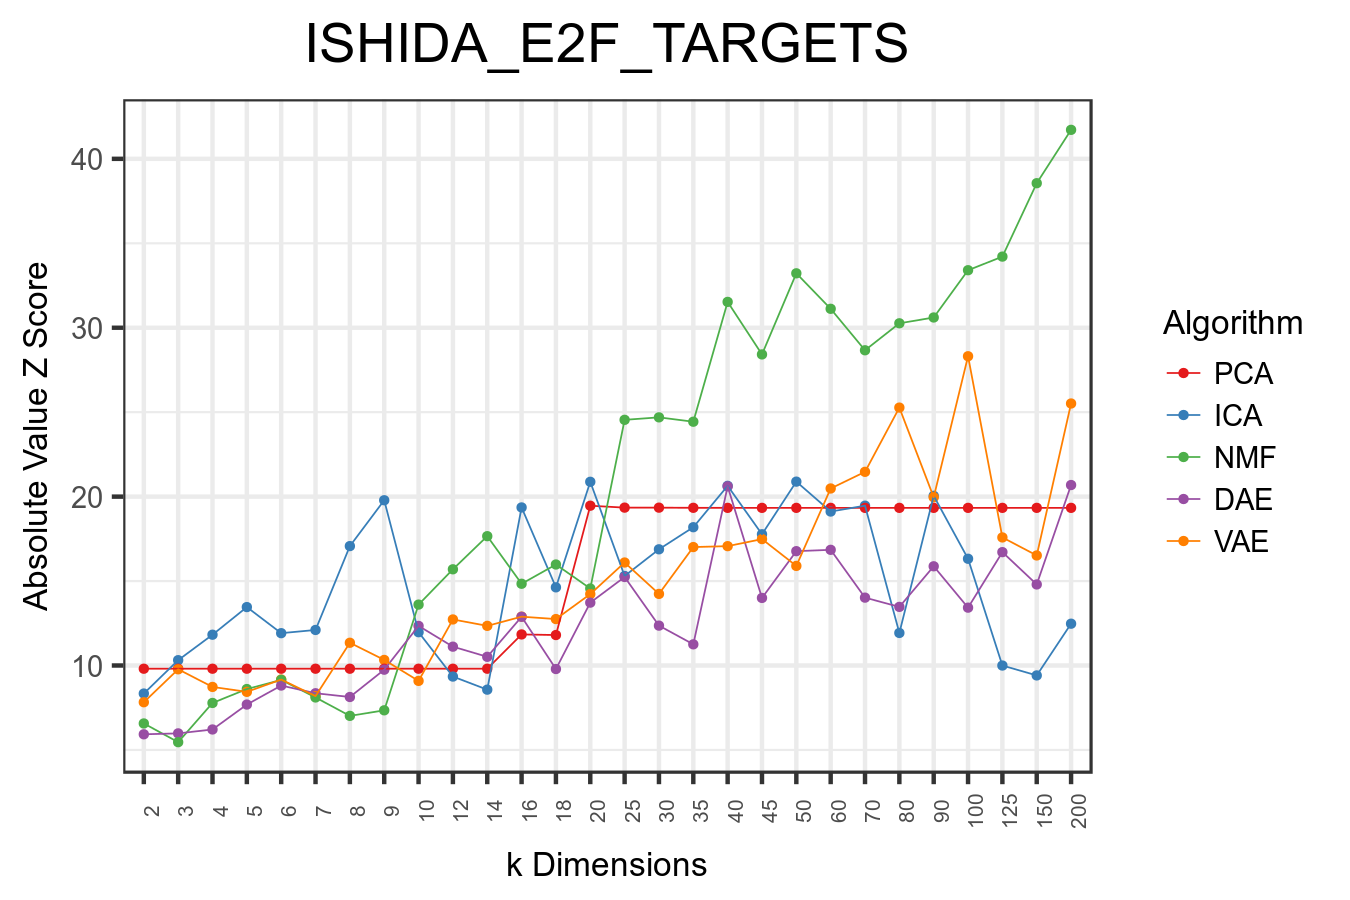 ISHIDA_E2F_TARGETS
40
30
20
10
Absolute Value Z Score
2 3 4 5 6 7 8 9 10 12 14 16 18 20 25 30 35 40 45 50 60 70 80 90 100 125 150 200
k Dimensions
Algorithm
PCA
ICA
NMF
DAE
VAE